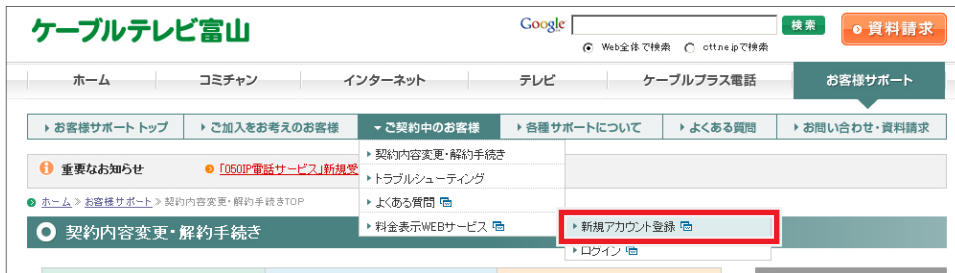 ケーブルテレビ富山
Google 検索 資料請求
Web全体で検索 ctt.ne.jpで検索
ホーム コミチャン インターネット テレビ ケーブルプラス電話 お客様サポート
お客様サポート トップ ご加入をお考えのお客様 ご契約中のお客様 各種サポートについて よくある質問 お問い合わせ・資料請求
契約内容変更・解約手続き
重要なお知らせ 「050IP電話サービス」新規受
トラブルシューティング
ホーム > お客様サポート > 契約内容変更・解約手続きTOP
よくある質問
契約内容変更・解約手続き
料金表示WEBサービス 新規アカウント登録
ログイン